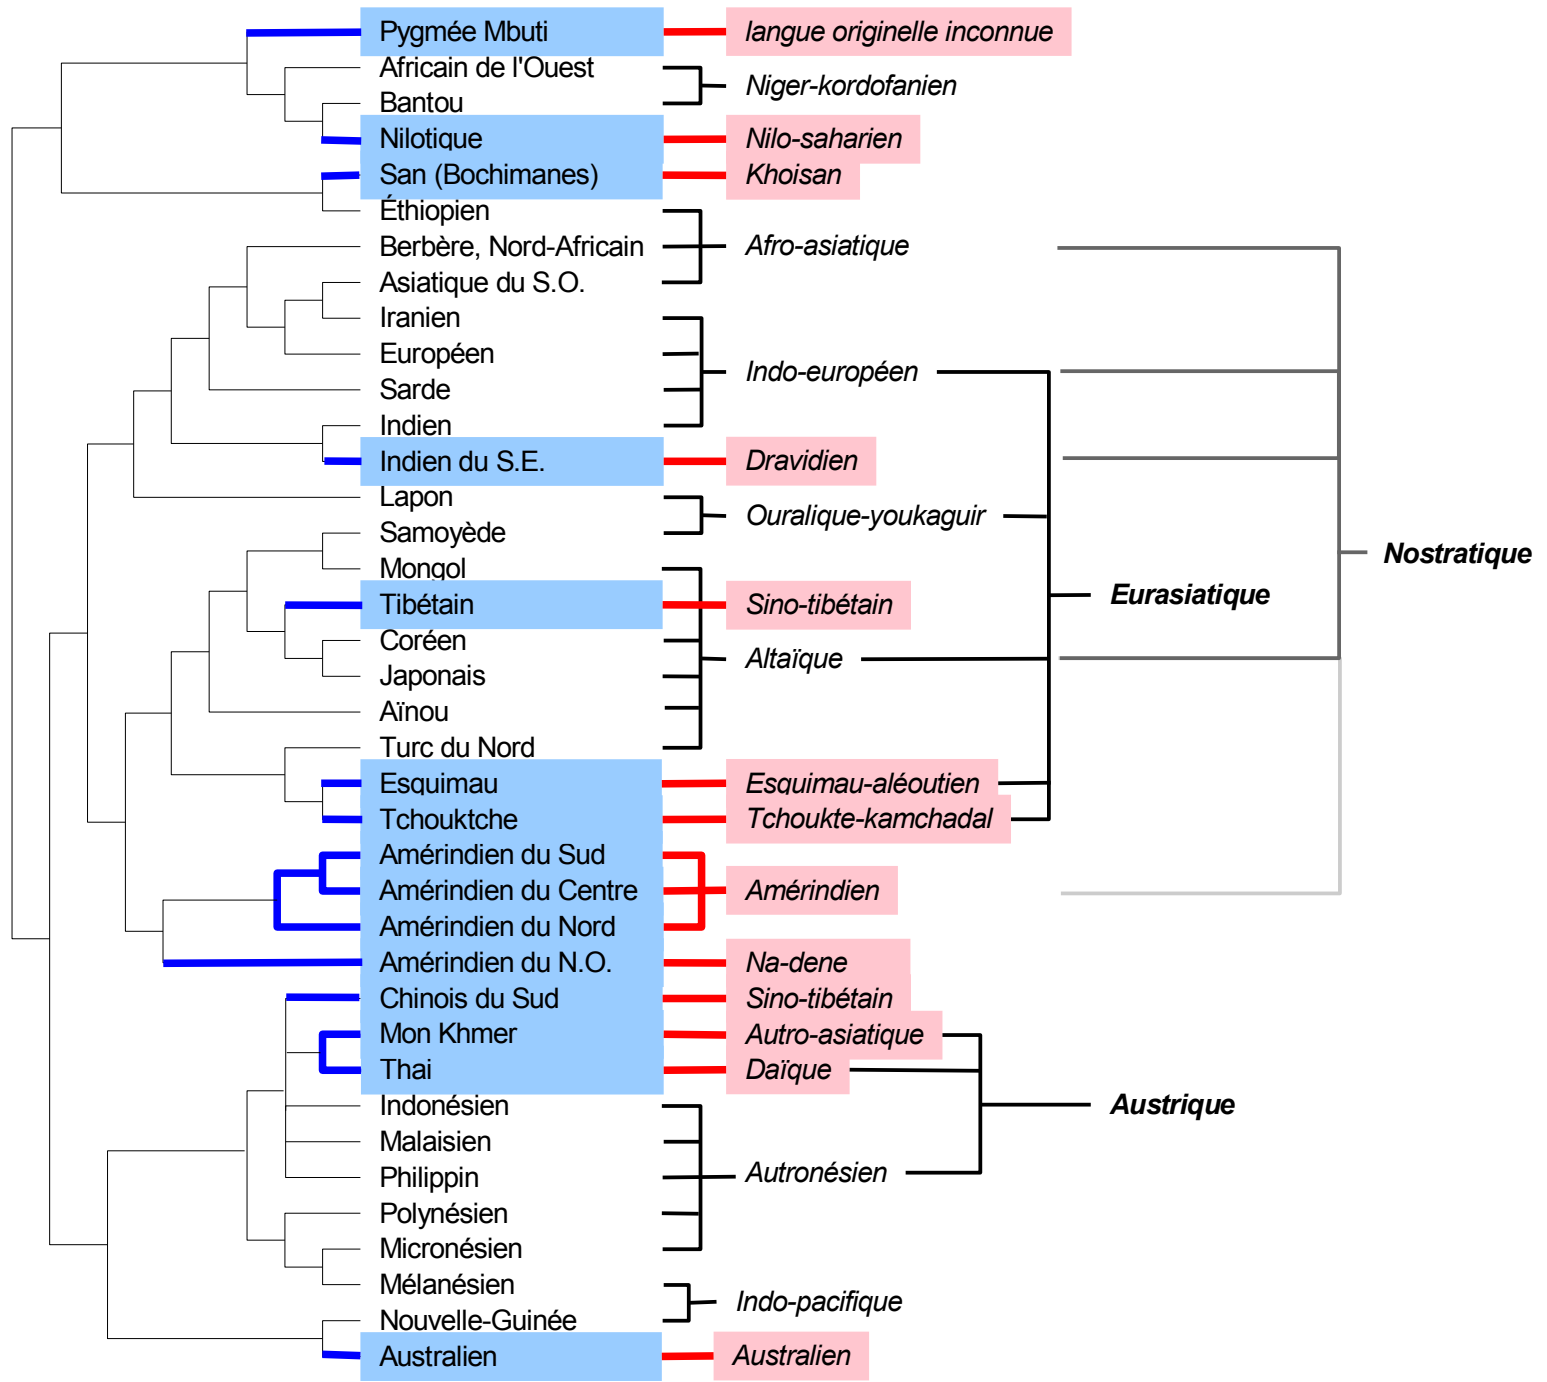 Pygmée Mbuti langue originelle inconnue
Africain de l'Ouest
Niger-kordofanien
Bantou
Nilotique Nilo-saharien
San (Bochimanes) Khoisan
Éthiopien
Berbère, Nord-Africain Afro-asiatique
Asiatique du S.O.
Iranien
Européen
Indo-européen
Sarde
Indien
Indien du S.E. Dravidien
Lapon
Ouralique-youkaguir
Samoyède
Nostratique
Mongol
Eurasiatique
Tibétain Sino-tibétain
Coréen
Altaïque
Japonais
Aïnou
Turc du Nord
Esquimau Esquimau-aléoutien
Tchouktche Tchoukte-kamchadal
Amérindien du Sud
Amérindien du Centre Amérindien
Amérindien du Nord
Amérindien du N.O. Na-dene
Chinois du Sud Sino-tibétain
Mon Khmer Autro-asiatique
Thai Daïque
Indonésien Austrique
Malaisien
Philippin Autronésien
Polynésien
Micronésien
Mélanésien
Indo-pacifique
Nouvelle-Guinée
Australien Australien